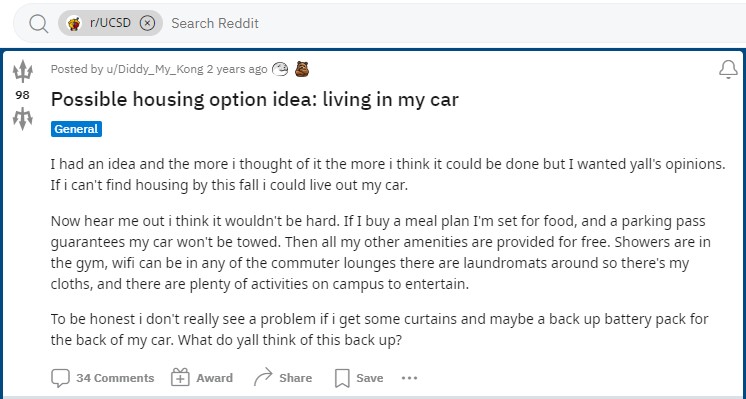 r/UCSD Search Reddit
Posted by u/Diddy_My_Kong 2 years ago
98
Possible housing option idea: living in my car
General
I had an idea and the more i thought of it the more i think it could be done but I wanted yall's opinions.
If i can't find housing by this fall i could live out my car.
Now hear me out i think it wouldn't be hard. If I buy a meal plan I'm set for food, and a parking pass
guarantees my car won't be towed. Then all my other amenities are provided for free. Showers are in
the gym, wifi can be in any of the commuter lounges there are laundromats around so there's my
cloths, and there are plenty of activities on campus to entertain.
To be honest i don't really see a problem if i get some curtains and maybe a back up battery pack for
the back of my car. What do yall think of this back up?
34 Comments Award Share Save